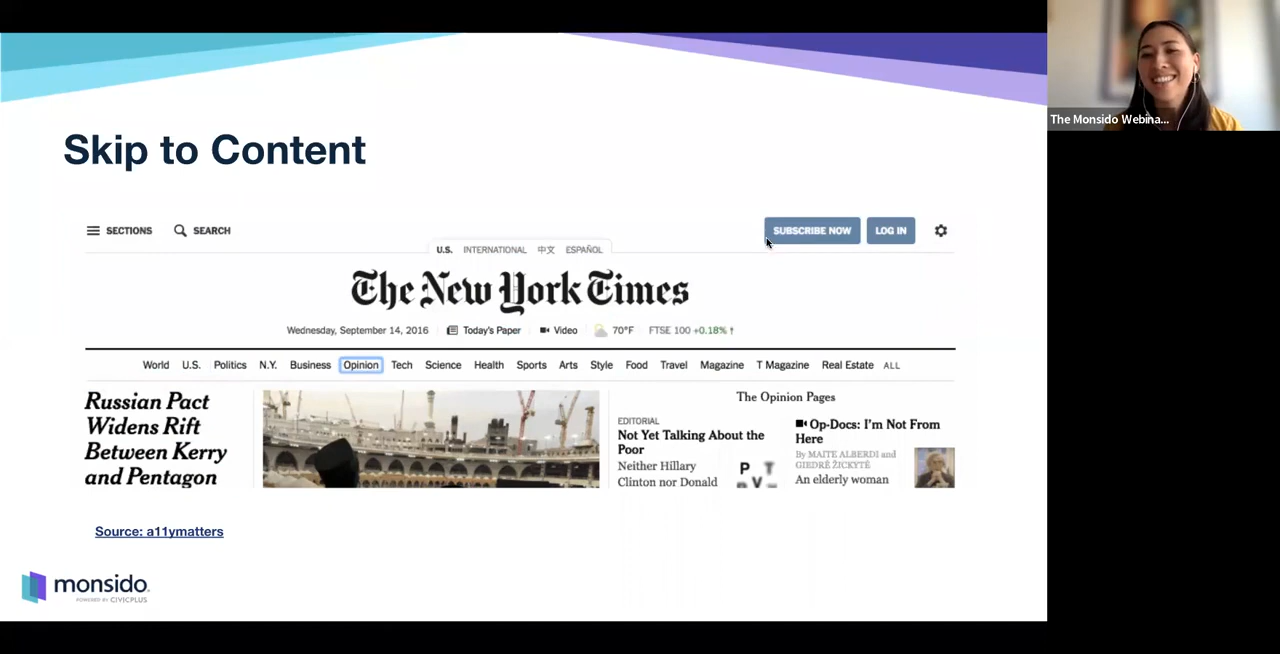 The Monsido Webina...
Skip to Content
SECTIONS SEARCH SUBSCRIBE NOW LOG IN
U.S. INTERNATIONAL 中文 ESPAÑOL
The New York Times
Wednesday, September 14, 2016 Today's Paper Video 70°F FTSE 100 +0.18% ↑
World U.S. Politics N.Y. Business Opinion Tech Science Health Sports Arts Style Food Travel Magazine T Magazine Real Estate ALL
Russian Pact
Widens Rift
Between Kerry
and Pentagon
The Opinion Pages
EDITORIAL
Not Yet Talking About the
Poor
Neither Hillary
Clinton nor Donald
P T
V
Op-Docs: I'm Not From
Here
By MAITE ALBERDI and
GIEDRĖ ŽICKYTĖ
An elderly woman
Source: a11ymatters
monsido
POWERED BY CIVICPLUS